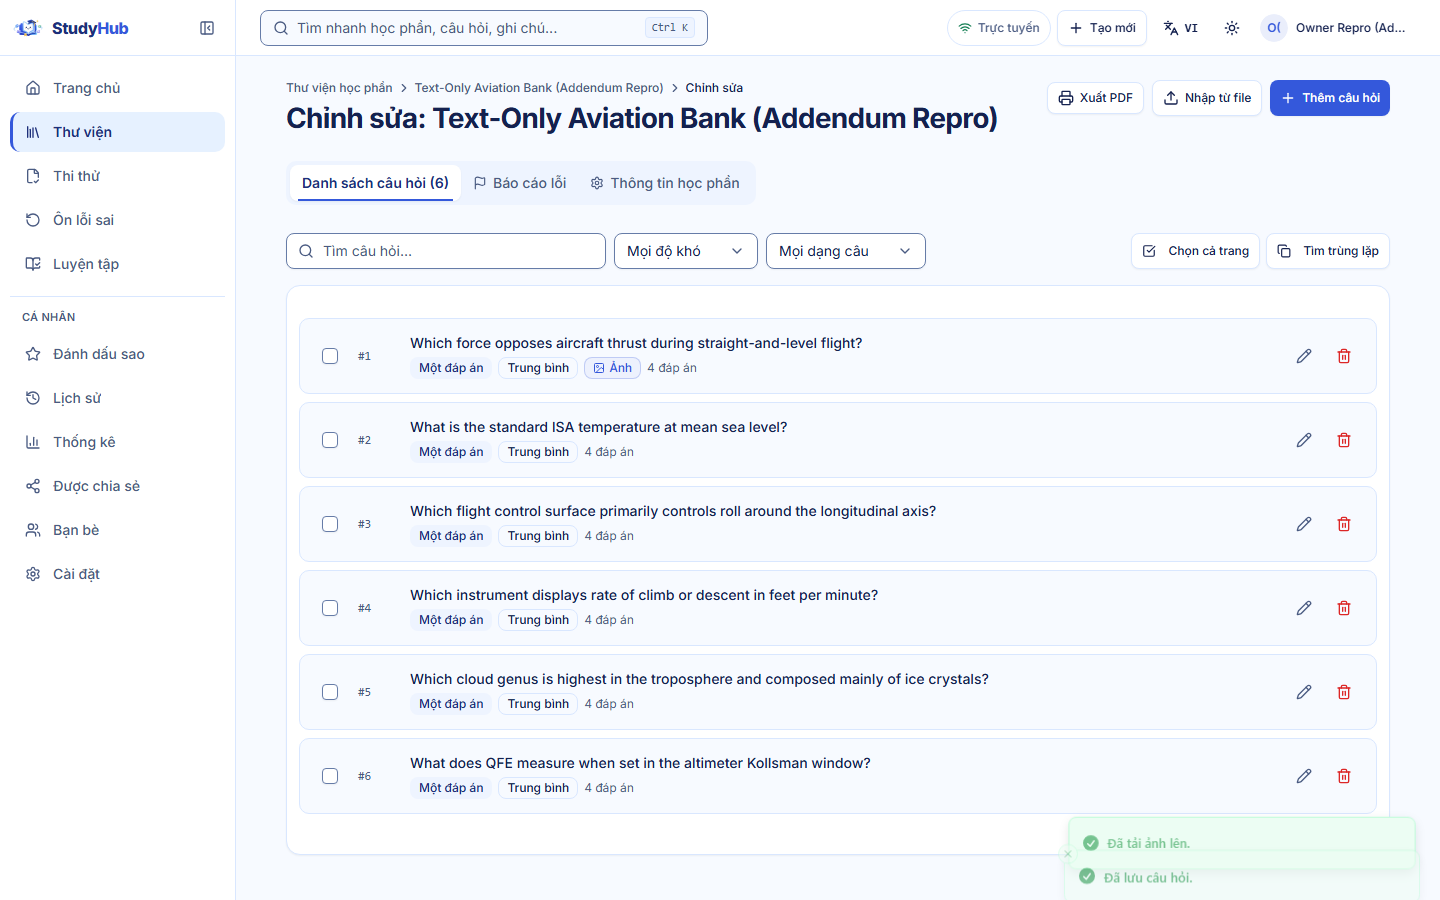 StudyHub
Tìm nhanh học phần, câu hỏi, ghi chú...
Ctrl K
Trực tuyến
Tạo mới
VI
O(
Owner Repro (Ad...
Trang chủ
Thư viện
Thi thử
Ôn lỗi sai
Luyện tập
CÁ NHÂN
Đánh dấu sao
Lịch sử
Thống kê
Được chia sẻ
Bạn bè
Cài đặt
Thư viện học phần > Text-Only Aviation Bank (Addendum Repro) > Chỉnh sửa
Chỉnh sửa: Text-Only Aviation Bank (Addendum Repro)
Xuất PDF
Nhập từ file
Thêm câu hỏi
Danh sách câu hỏi (6)
Báo cáo lỗi
Thông tin học phần
Tìm câu hỏi...
Mọi độ khó
Mọi dạng câu
Chọn cả trang
Tìm trùng lặp
#1
Which force opposes aircraft thrust during straight-and-level flight?
Một đáp án Trung bình Ảnh 4 đáp án
#2
What is the standard ISA temperature at mean sea level?
Một đáp án Trung bình 4 đáp án
#3
Which flight control surface primarily controls roll around the longitudinal axis?
Một đáp án Trung bình 4 đáp án
#4
Which instrument displays rate of climb or descent in feet per minute?
Một đáp án Trung bình 4 đáp án
#5
Which cloud genus is highest in the troposphere and composed mainly of ice crystals?
Một đáp án Trung bình 4 đáp án
#6
What does QFE measure when set in the altimeter Kollsman window?
Một đáp án Trung bình 4 đáp án
Đã tải ảnh lên.
Đã lưu câu hỏi.